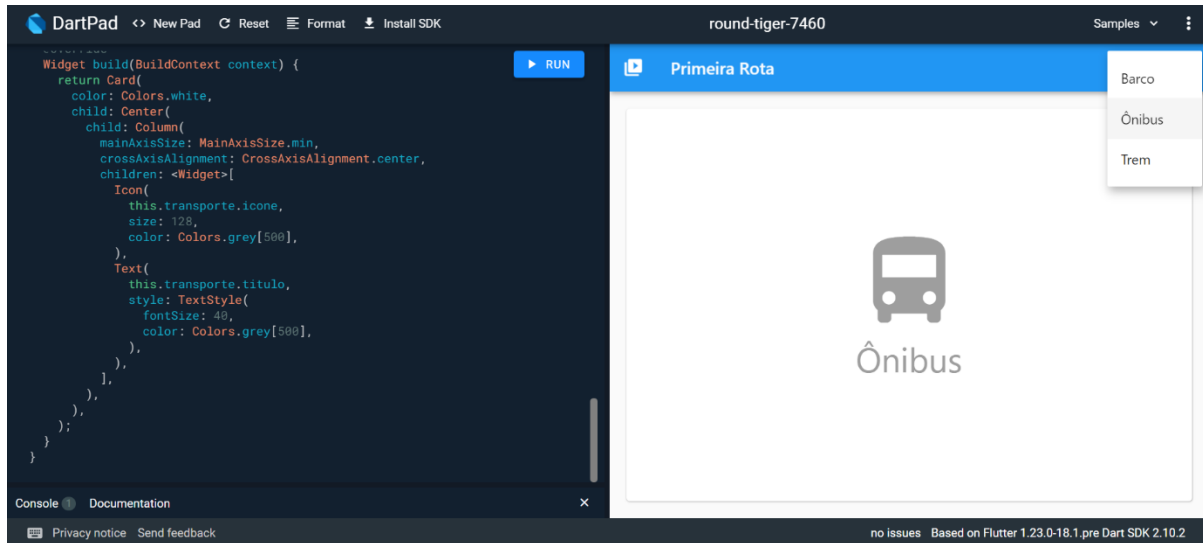 DartPad <> New Pad Reset Format Install SDK round-tiger-7460 Samples
Widget build(BuildContext context) {
return Card(
color: Colors.white,
child: Center(
child: Column(
mainAxisSize: MainAxisSize.min,
crossAxisAlignment: CrossAxisAlignment.center,
children: <Widget>[
Icon(
this.transporte.icone,
size: 128,
color: Colors.grey[500],
),
Text(
this.transporte.titulo,
style: TextStyle(
fontSize: 40,
color: Colors.grey[500],
),
),
],
),
),
);
}
}
RUN
Console 1 Documentation ×
Primeira Rota
Barco
Ônibus
Trem
Ônibus
Privacy notice Send feedback no issues Based on Flutter 1.23.0-18.1.pre Dart SDK 2.10.2